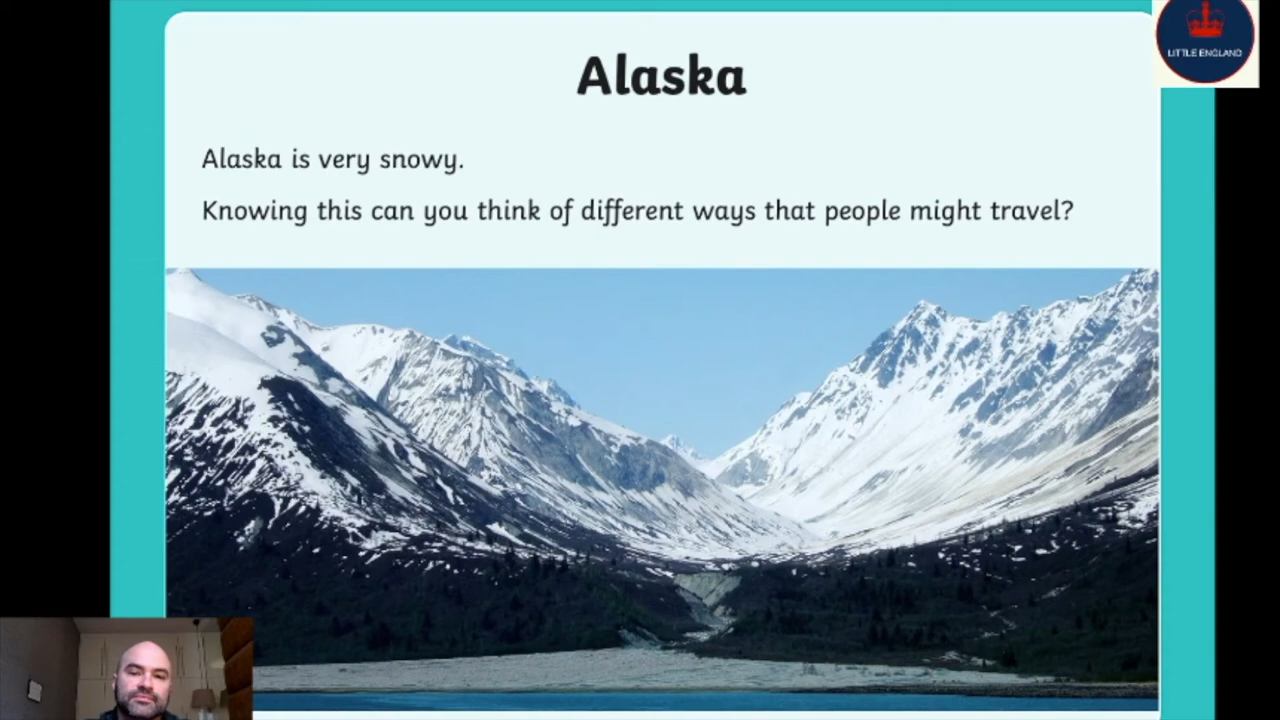 LITTLE ENGLAND
Alaska
Alaska is very snowy.
Knowing this can you think of different ways that people might travel?